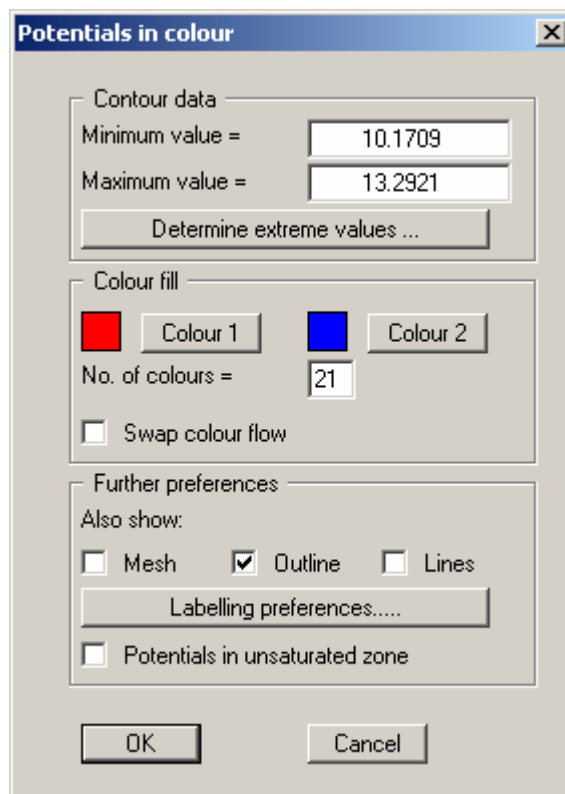 Potentials in colour
Contour data
Minimum value = 10.1709
Maximum value = 13.2921
Determine extreme values ...
Colour fill
Colour 1 Colour 2
No. of colours = 21
Swap colour flow
Further preferences
Also show:
Mesh Outline Lines
Labelling preferences.....
Potentials in unsaturated zone
OK Cancel